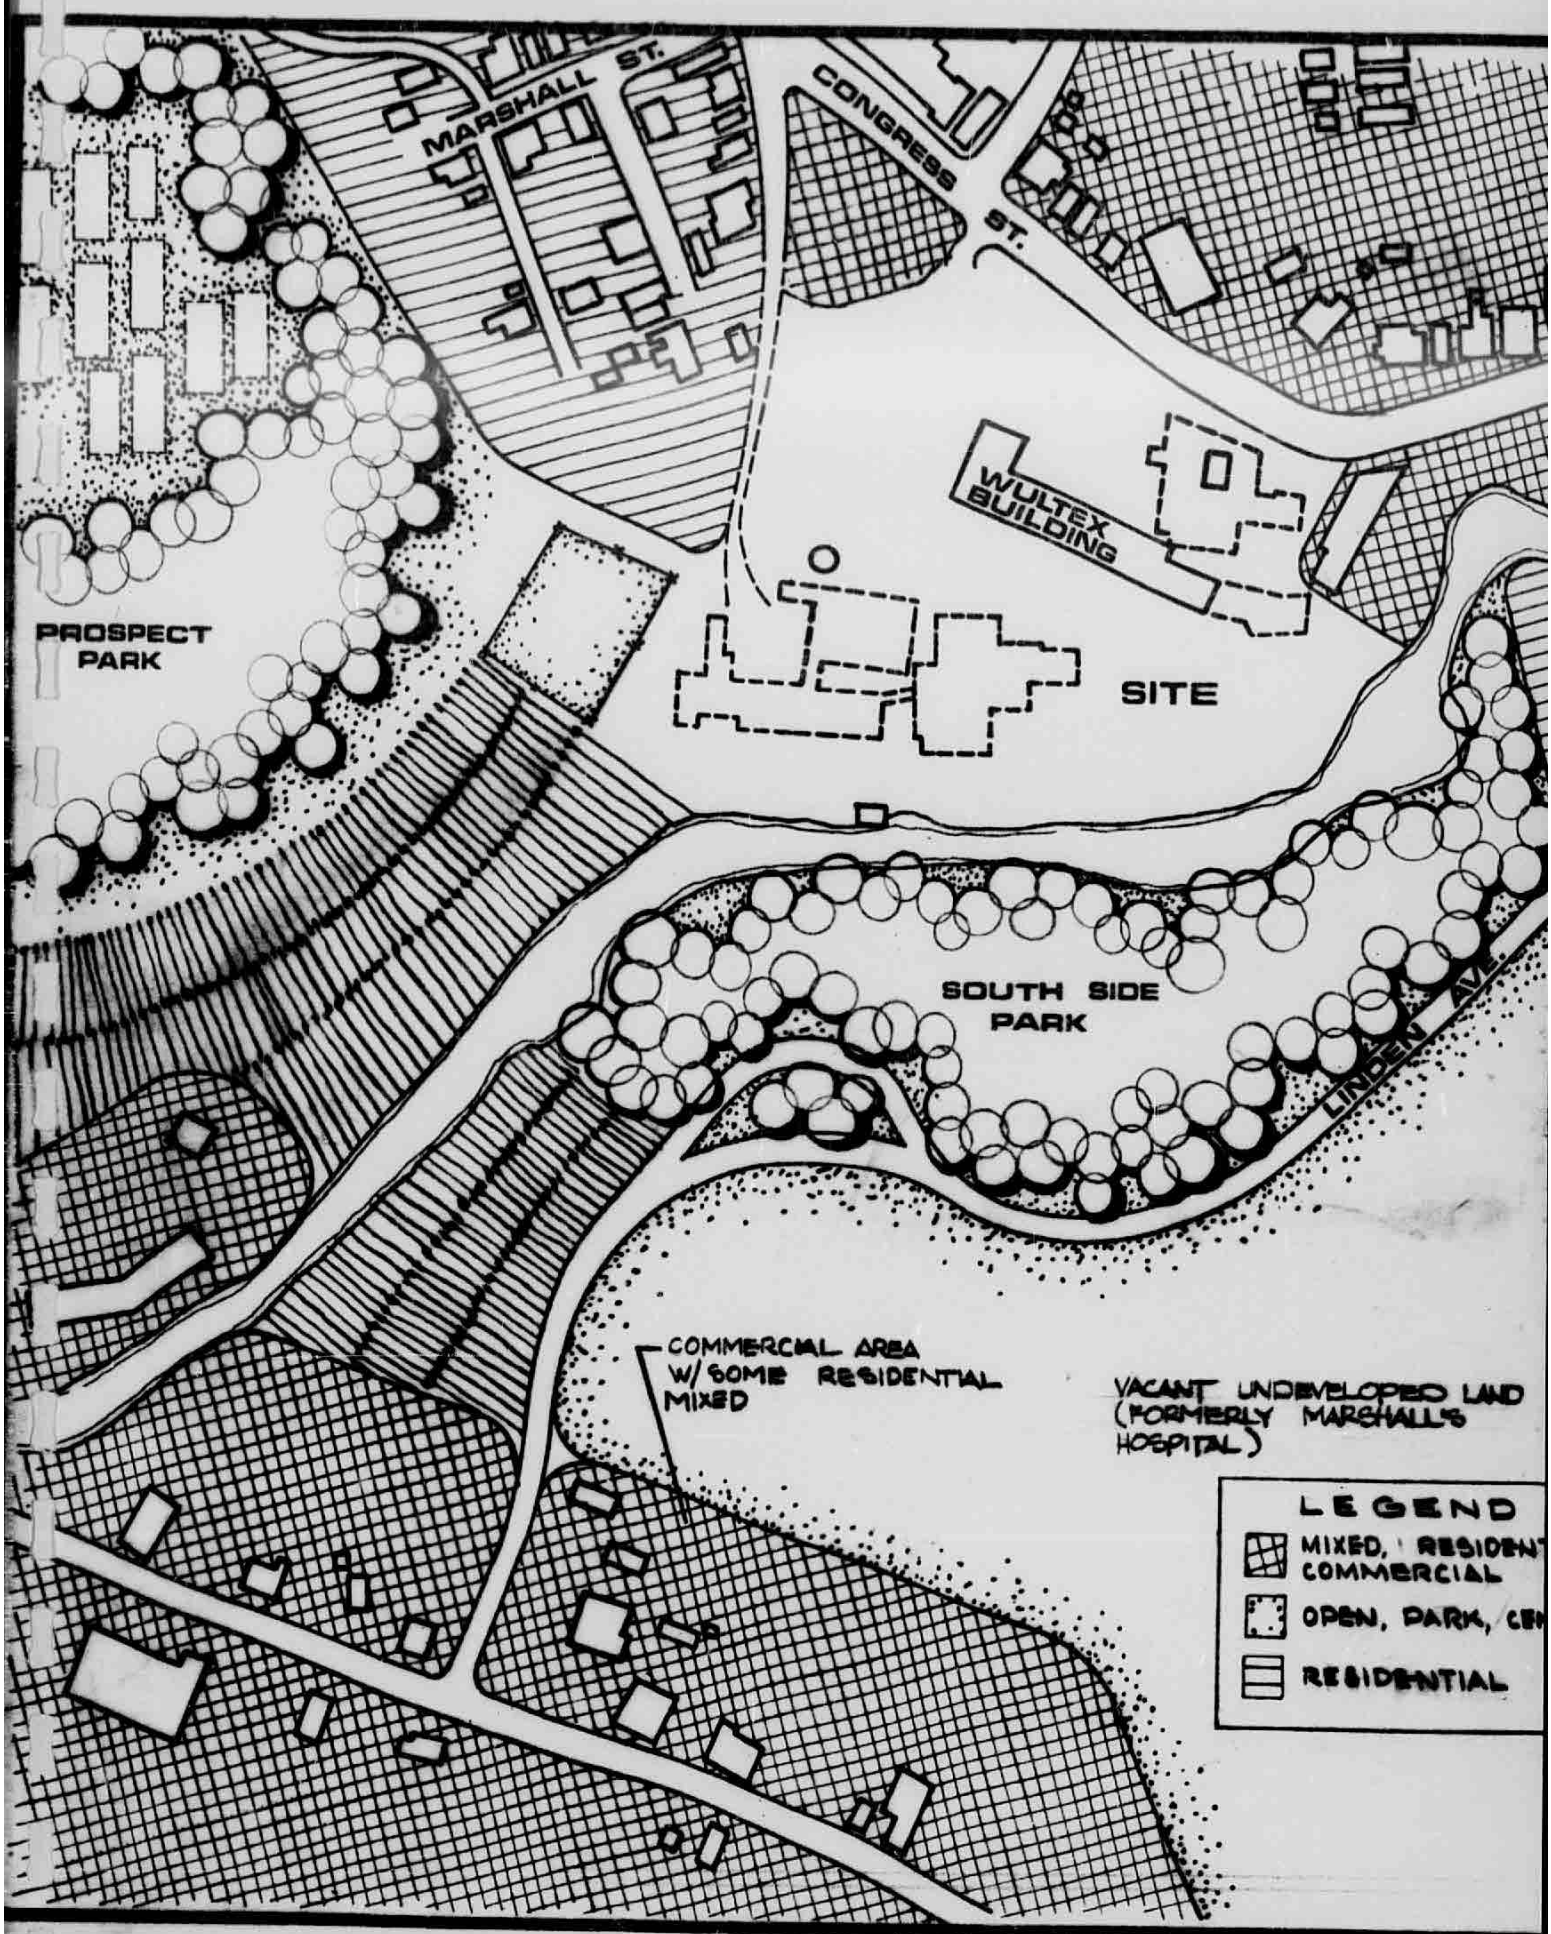 MARSHALL ST.
CONGRESS ST.
WULTEX
BUILDING
PROSPECT
PARK
SITE
SOUTH SIDE
PARK
LINDEN AVE
COMMERCIAL AREA
W/ SOME RESIDENTIAL
MIXED
VACANT UNDEVELOPED LAND
(FORMERLY MARSHALL'S
HOSPITAL)
LEGEND
MIXED, RESIDENT
COMMERCIAL
OPEN, PARK, CEM
RESIDENTIAL